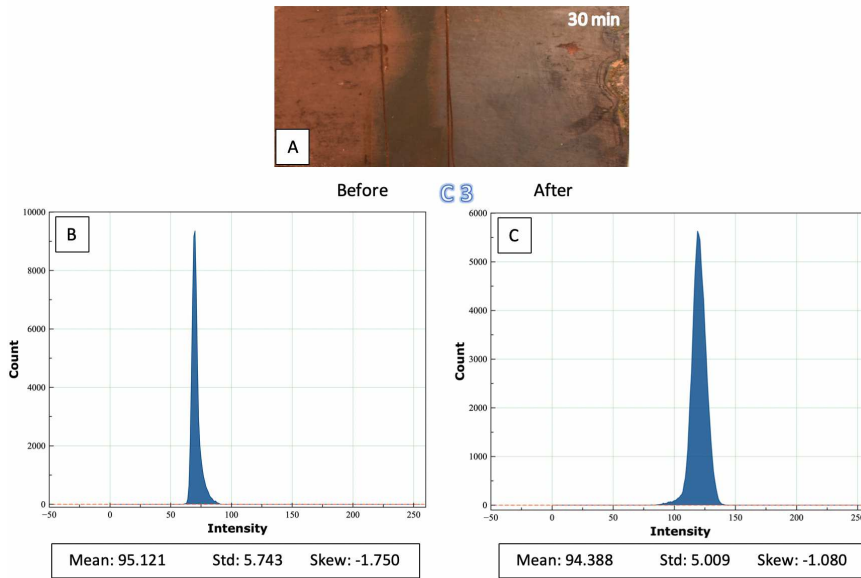 30 min
A
Before C 3 After
B
10000
8000
6000
4000
2000
0
Count
−50 0 50 100 150 200 250
Intensity
Mean: 95.121 Std: 5.743 Skew: -1.750
C
6000
5000
4000
3000
2000
1000
0
Count
−50 0 50 100 150 200 250
Intensity
Mean: 94.388 Std: 5.009 Skew: -1.080